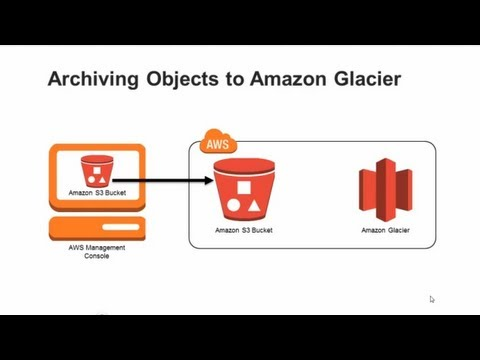 Archiving Objects to Amazon Glacier
AWS
Amazon S3 Bucket
AWS Management
Console
Amazon S3 Bucket
Amazon Glacier